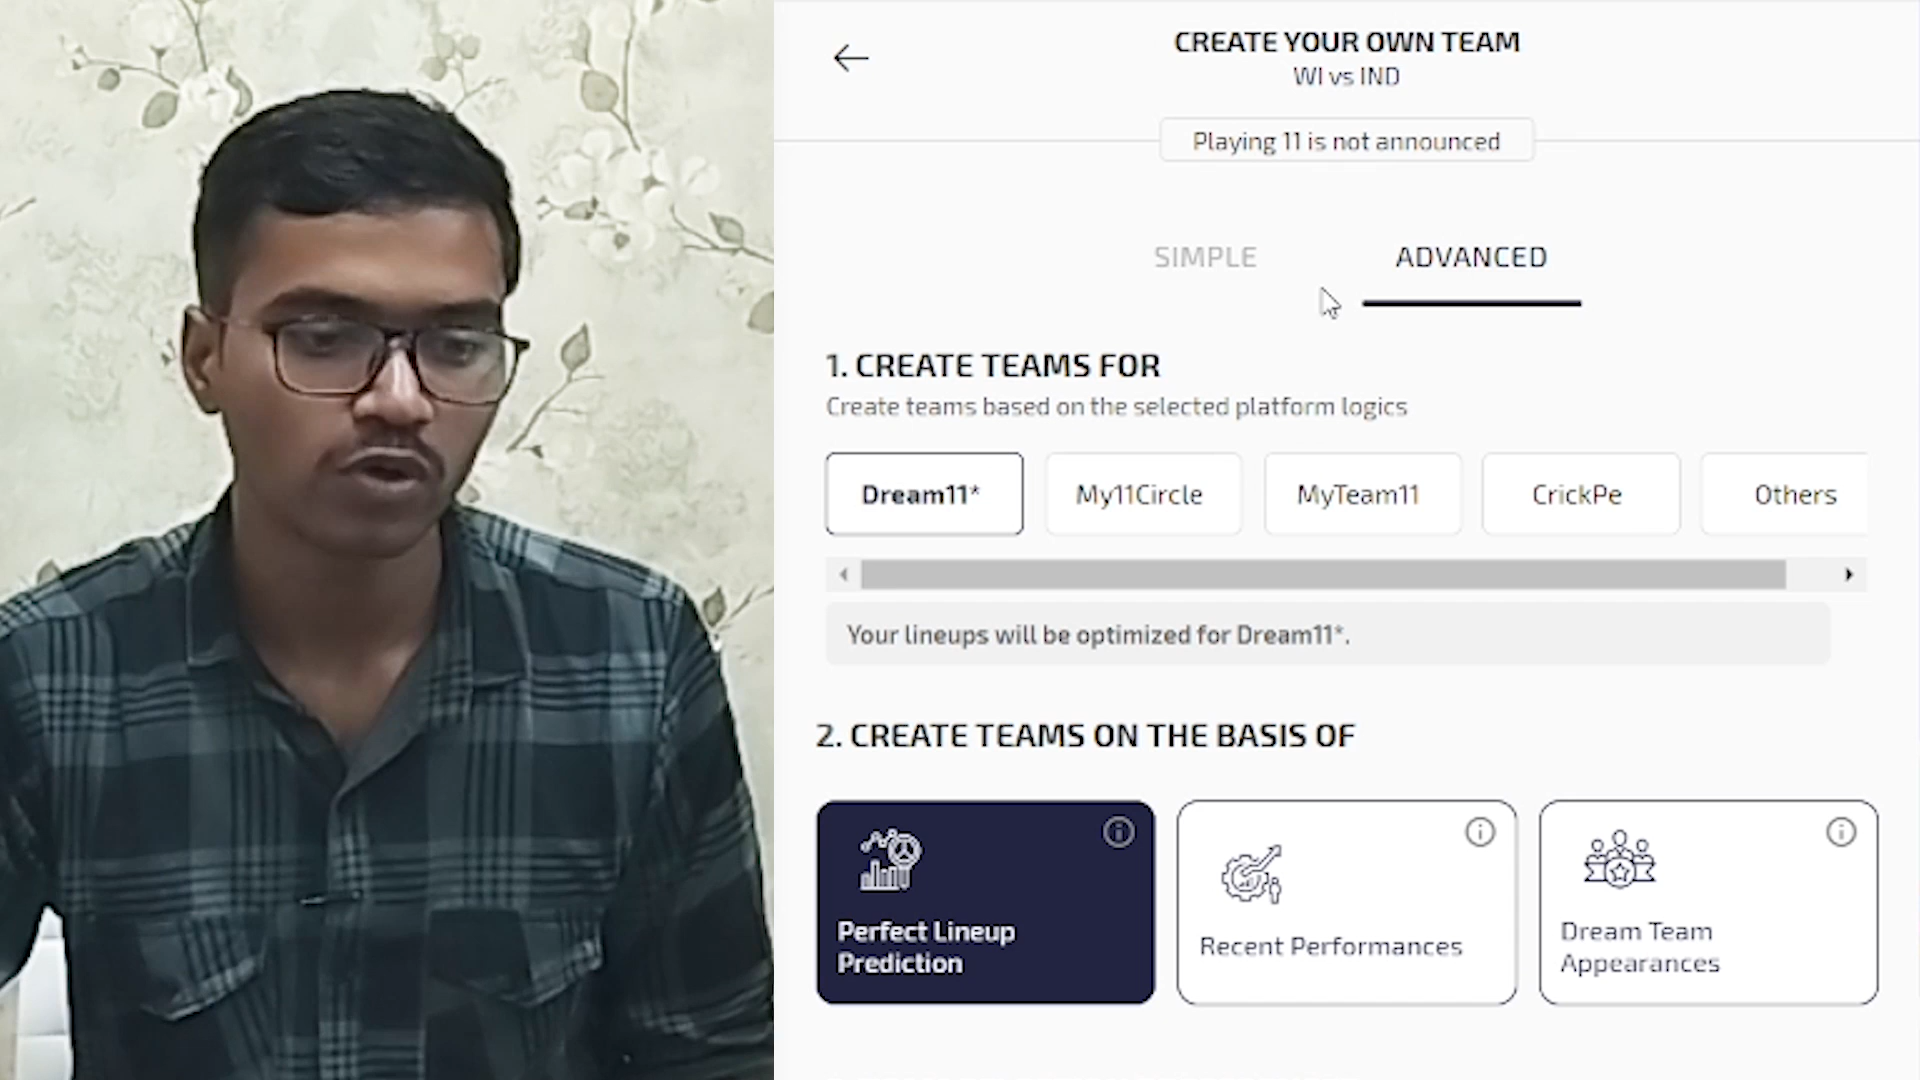 CREATE YOUR OWN TEAM
WI vs IND
Playing 11 is not announced
SIMPLE
ADVANCED
1. CREATE TEAMS FOR
Create teams based on the selected platform logics
Dream11*
My11Circle
MyTeam11
CrickPe
Others
Your lineups will be optimized for Dream11*.
2. CREATE TEAMS ON THE BASIS OF
Perfect Lineup
Prediction
Recent Performances
Dream Team
Appearances